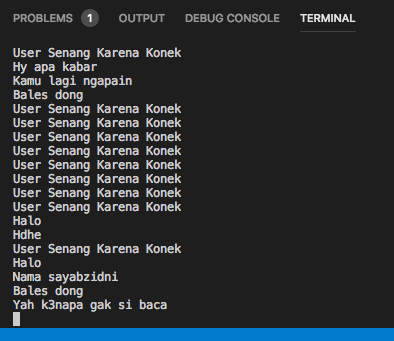 PROBLEMS 1 OUTPUT DEBUG CONSOLE TERMINAL
User Senang Karena Konek
Hy apa kabar
Kamu lagi ngapain
Bales dong
User Senang Karena Konek
User Senang Karena Konek
User Senang Karena Konek
User Senang Karena Konek
User Senang Karena Konek
User Senang Karena Konek
User Senang Karena Konek
User Senang Karena Konek
Halo
Hdhe
User Senang Karena Konek
Halo
Nama sayabzidni
Bales dong
Yah k3napa gak si baca